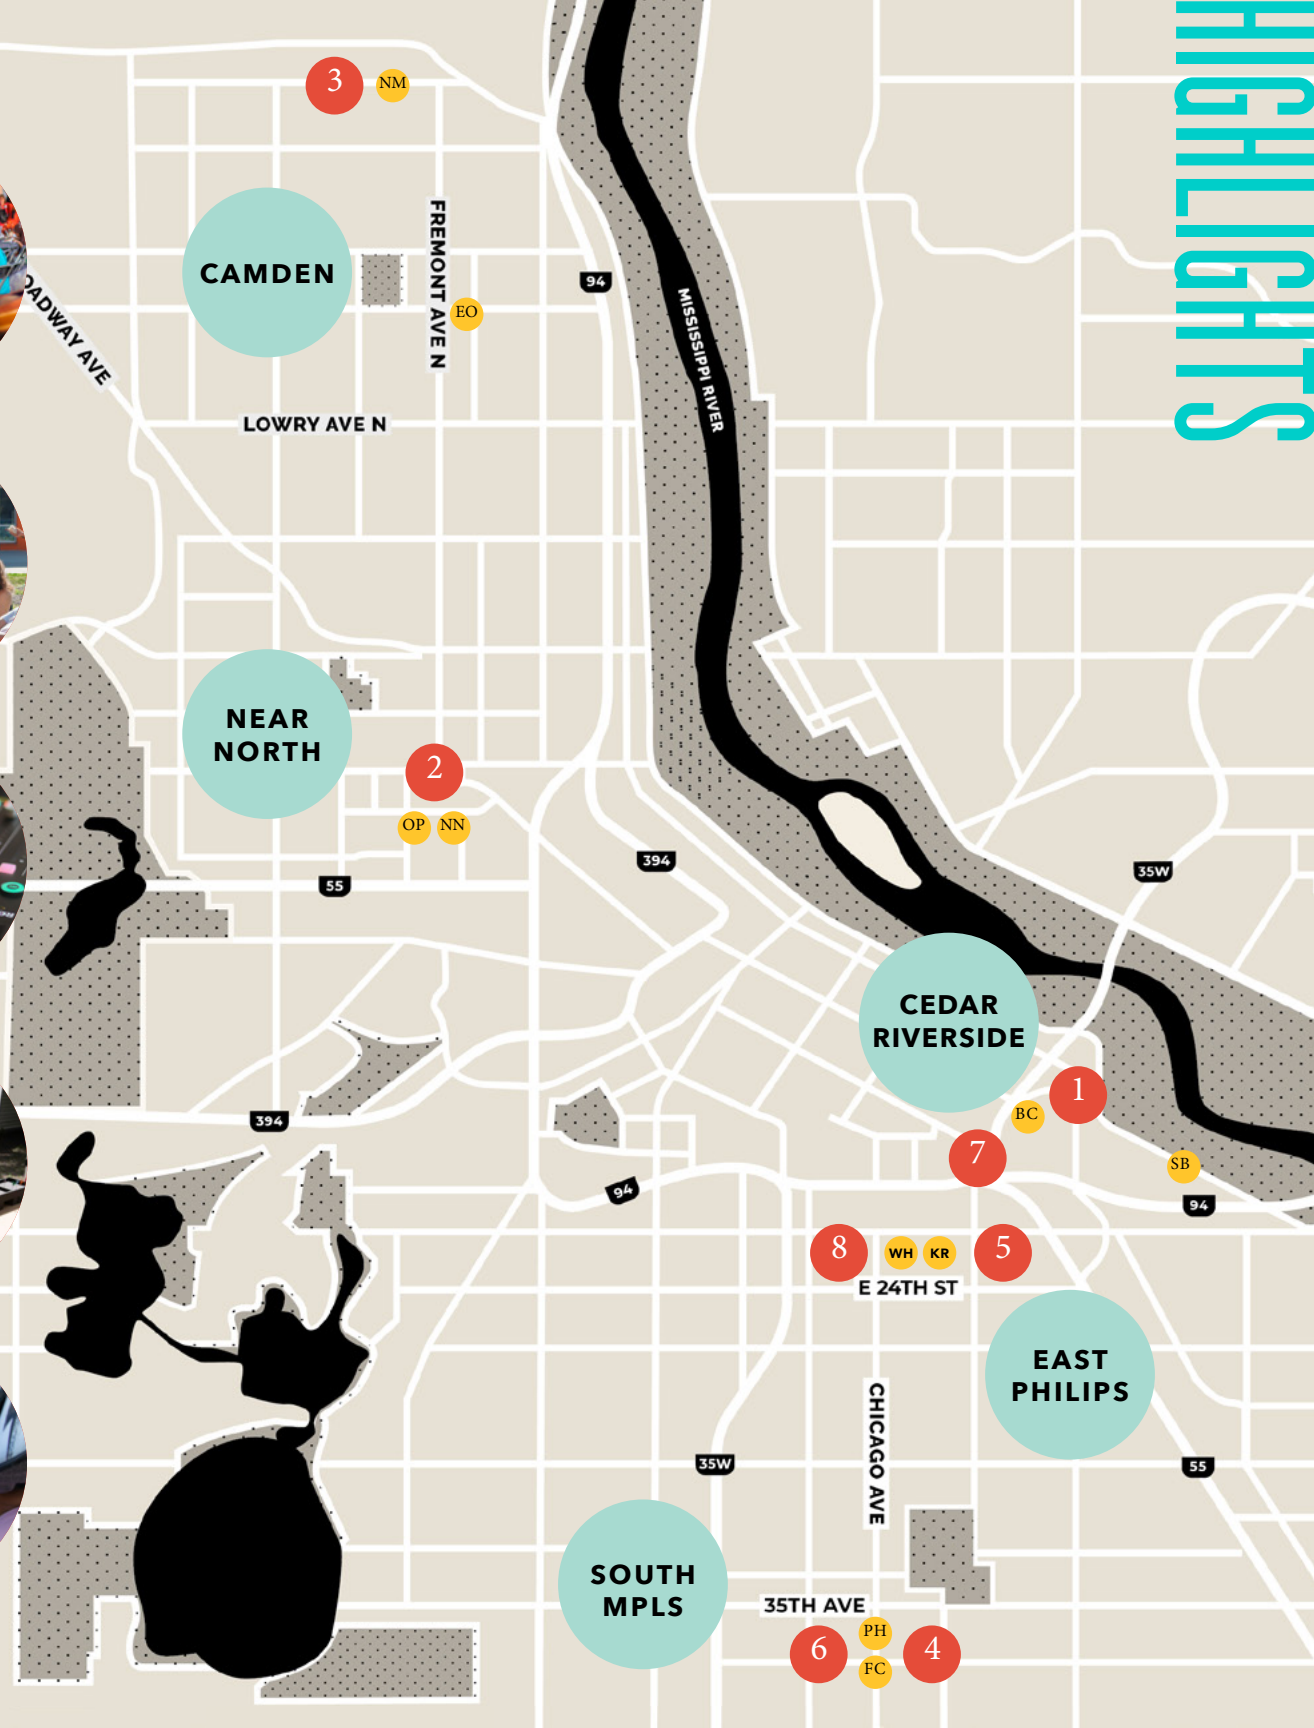 HIGHLIGHTS
3
NM
CAMDEN
FREMONT AVE N
94
EO
MISSISSIPPI RIVER
OADWAY AVE
LOWRY AVE N
NEAR
NORTH
2
OP
NN
394
55
35W
CEDAR
RIVERSIDE
1
BC
394
7
SB
94
94
8
WH
KR
5
E 24TH ST
EAST
PHILIPS
CHICAGO AVE
35W
55
SOUTH
MPLS
35TH AVE
PH
6
4
FC